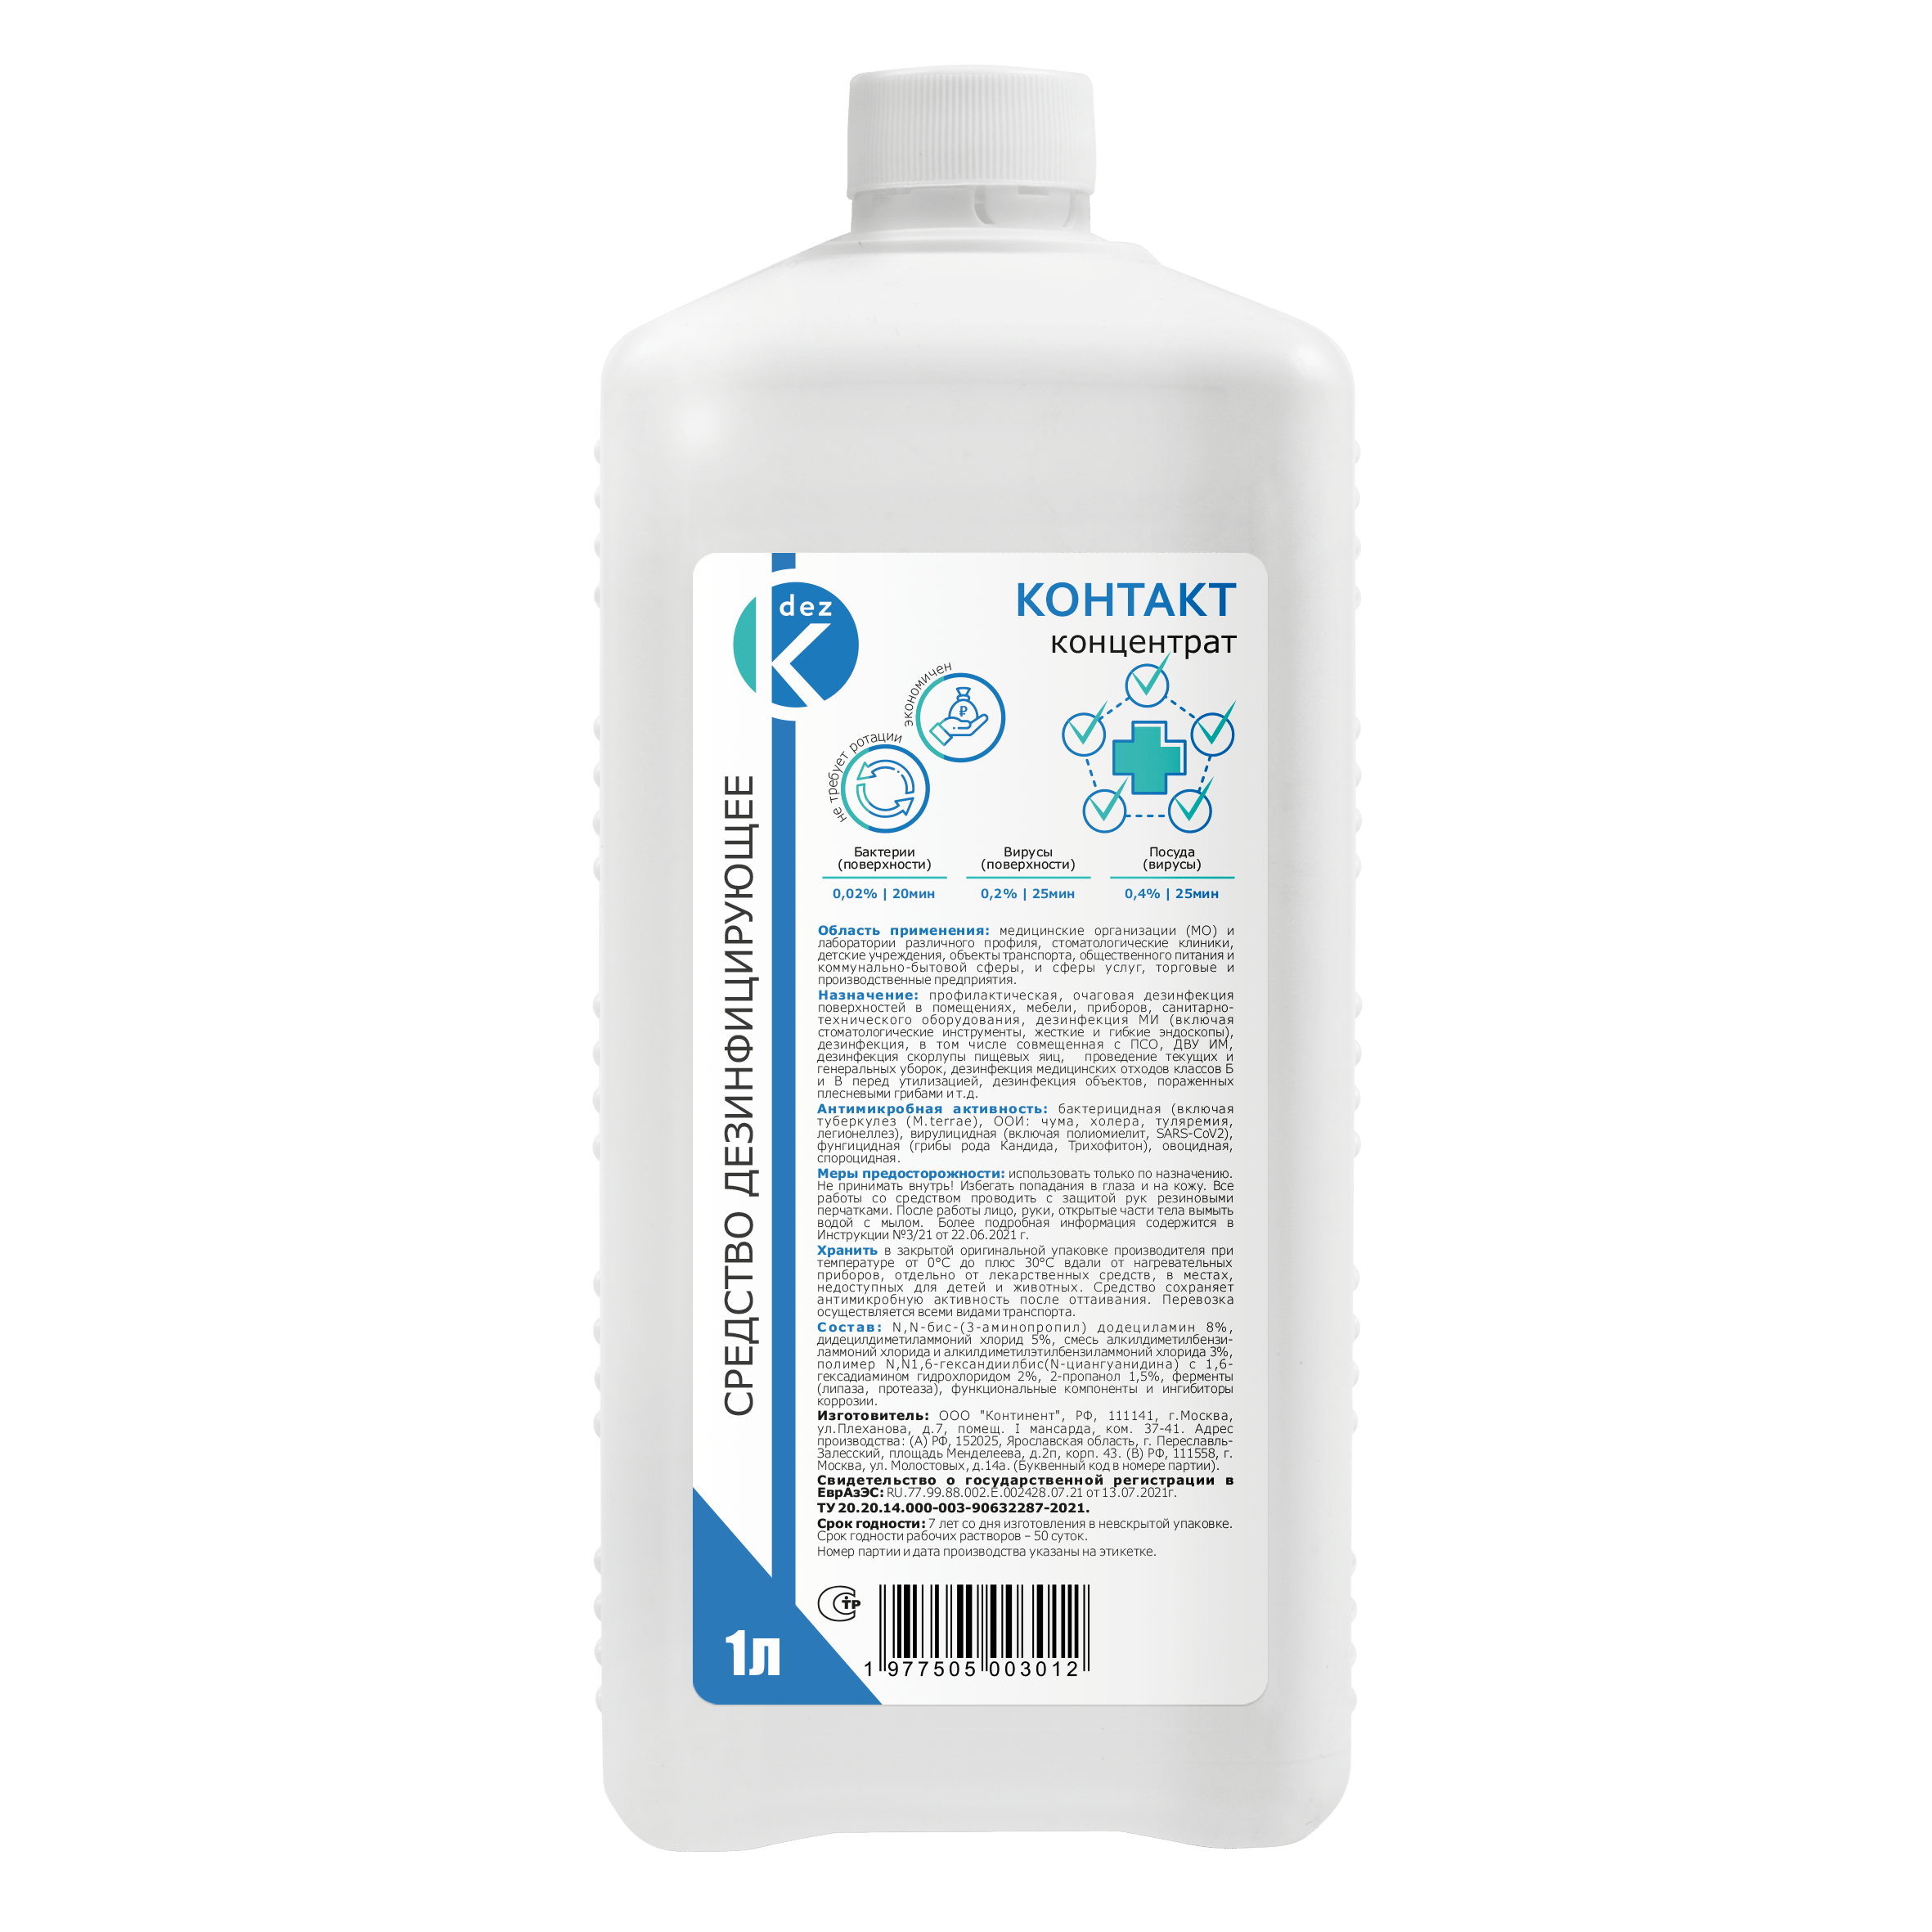 dez
К
КОНТАКТ
концентрат
экономичен
₽
не требует ротации
СРЕДСТВО ДЕЗИНФИЦИРУЮЩЕЕ
Бактерии
(поверхности)
0,02% | 20мин
Вирусы
(поверхности)
0,2% | 25мин
Посуда
(вирусы)
0,4% | 25мин
Область применения: медицинские организации (МО) и
лаборатории различного профиля, стоматологические клиники,
детские учреждения, объекты транспорта, общественного питания и
коммунально-бытовой сферы, и сферы услуг, торговые и
производственные предприятия.
Назначение: профилактическая, очаговая дезинфекция
поверхностей в помещениях, мебели, приборов, санитарно-
технического оборудования, дезинфекция МИ (включая
стоматологические инструменты, жесткие и гибкие эндоскопы),
дезинфекция, в том числе совмещенная с ПСО, ДВУ ИМ,
дезинфекция скорлупы пищевых яиц, проведение текущих и
генеральных уборок, дезинфекция медицинских отходов классов Б
и В перед утилизацией, дезинфекция объектов, пораженных
плесневыми грибами и т.д.
Антимикробная активность: бактерицидная (включая
туберкулез (M.terrae), ООИ: чума, холера, туляремия,
легионеллез), вирулицидная (включая полиомиелит, SARS-CoV2),
фунгицидная (грибы рода Кандида, Трихофитон), овоцидная,
спороцидная.
Меры предосторожности: использовать только по назначению.
Не принимать внутрь! Избегать попадания в глаза и на кожу. Все
работы со средством проводить с защитой рук резиновыми
перчатками. После работы лицо, руки, открытые части тела вымыть
водой с мылом. Более подробная информация содержится в
Инструкции №3/21 от 22.06.2021 г.
Хранить в закрытой оригинальной упаковке производителя при
температуре от 0°С до плюс 30°С вдали от нагревательных
приборов, отдельно от лекарственных средств, в местах,
недоступных для детей и животных. Средство сохраняет
антимикробную активность после оттаивания. Перевозка
осуществляется всеми видами транспорта.
Состав: N,N-бис-(3-аминопропил) додециламин 8%,
дидецилдиметиламмоний хлорид 5%, смесь алкилдиметилбензи-
ламмоний хлорида и алкилдиметилэтилбензиламмоний хлорида 3%,
полимер N,N1,6-гександиилбис(N-циангуанидина) с 1,6-
гексадиамином гидрохлоридом 2%, 2-пропанол 1,5%, ферменты
(липаза, протеаза), функциональные компоненты и ингибиторы
коррозии.
Изготовитель: ООО "Континент", РФ, 111141, г.Москва,
ул.Плеханова, д.7, помещ. I мансарда, ком. 37-41. Адрес
производства: (А) РФ, 152025, Ярославская область, г. Переславль-
Залесский, площадь Менделеева, д.2п, корп. 43. (В) РФ, 111558, г.
Москва, ул. Молостовых, д.14а. (Буквенный код в номере партии).
Свидетельство о государственной регистрации в
ЕврАзЭС: RU.77.99.88.002.Е.002428.07.21 от 13.07.2021г.
ТУ 20.20.14.000-003-90632287-2021.
Срок годности: 7 лет со дня изготовления в невскрытой упаковке.
Срок годности рабочих растворов – 50 суток.
Номер партии и дата производства указаны на этикетке.
ТР
1 977505 003012
1л